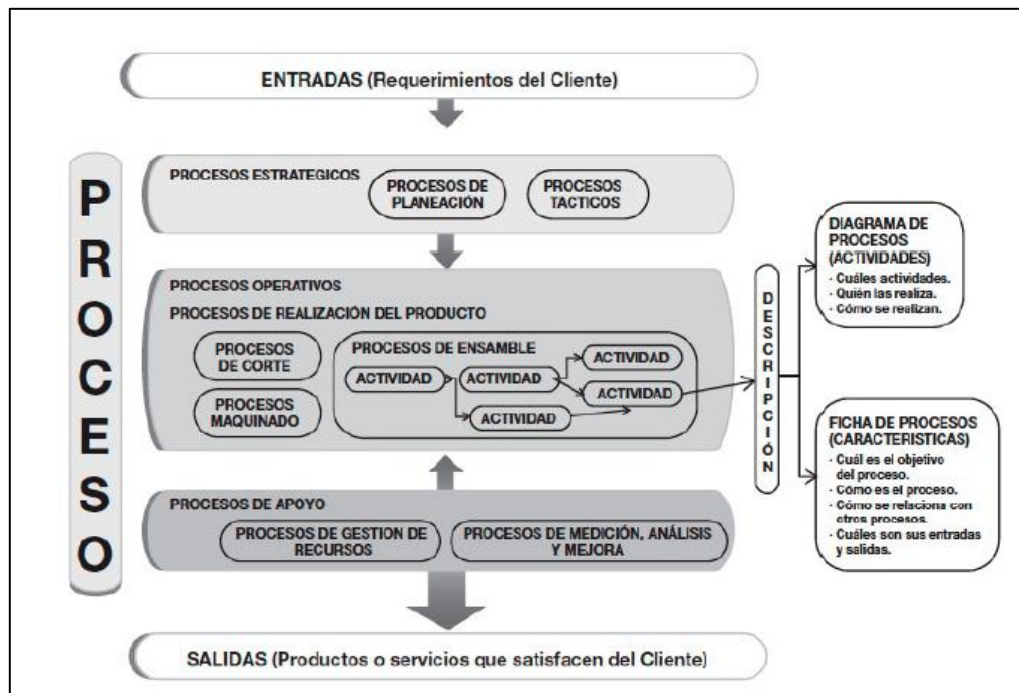 ENTRADAS (Requerimientos del Cliente)
PROCESO
PROCESOS ESTRATEGICOS
PROCESOS DE
PLANEACIÓN
PROCESOS
TACTICOS
PROCESOS OPERATIVOS
PROCESOS DE REALIZACIÓN DEL PRODUCTO
PROCESOS
DE CORTE
PROCESOS
MAQUINADO
PROCESOS DE ENSAMBLE
ACTIVIDAD
ACTIVIDAD
ACTIVIDAD
ACTIVIDAD
ACTIVIDAD
PROCESOS DE APOYO
PROCESOS DE GESTION DE
RECURSOS
PROCESOS DE MEDICIÓN, ANÁLISIS
Y MEJORA
SALIDAS (Productos o servicios que satisfacen del Cliente)
DESCRIPCIÓN
DIAGRAMA DE
PROCESOS
(ACTIVIDADES)
· Cuáles actividades.
· Quién las realiza.
· Cómo se realizan.
FICHA DE PROCESOS
(CARACTERISTICAS)
· Cuál es el objetivo
del proceso.
· Cómo es el proceso.
· Cómo se relaciona con
otros procesos.
· Cuáles son sus entradas
y salidas.